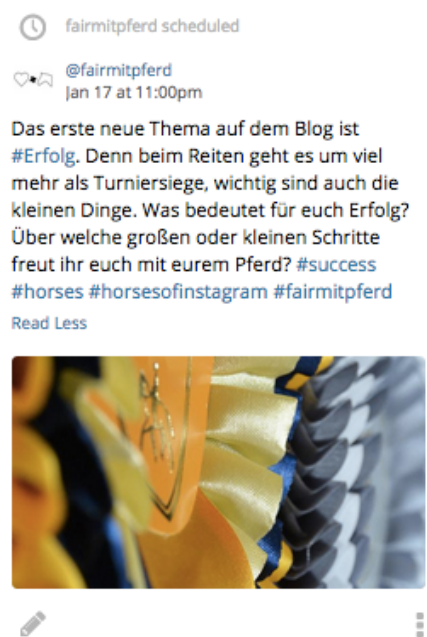 fairmitpferd scheduled
@fairmitpferd
Jan 17 at 11:00pm
Das erste neue Thema auf dem Blog ist
#Erfolg. Denn beim Reiten geht es um viel
mehr als Turniersiege, wichtig sind auch die
kleinen Dinge. Was bedeutet für euch Erfolg?
Über welche großen oder kleinen Schritte
freut ihr euch mit eurem Pferd? #success
#horses #horsesofinstagram #fairmitpferd
Read Less